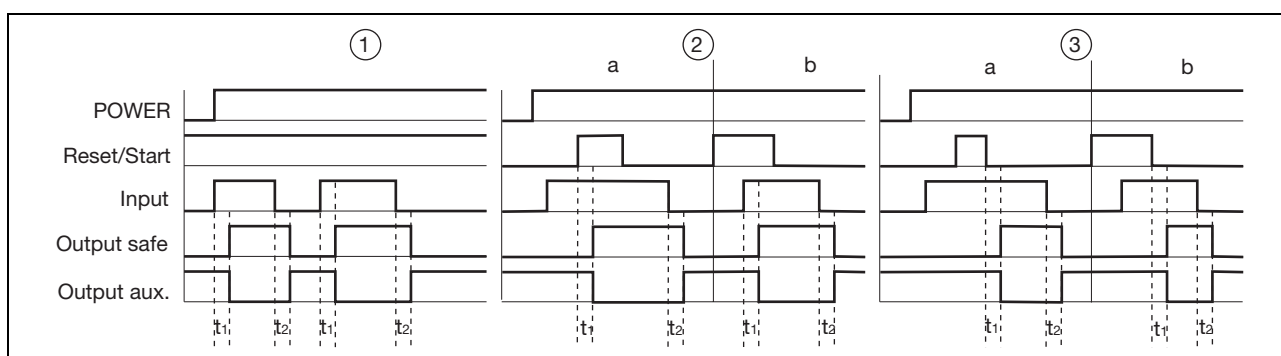 ① ② ③
a b a b
POWER
Reset/Start
Input
Output safe
Output aux.
t1 t2 t1 t2 t1 t2 t1 t2 t1 t2 t1 t2